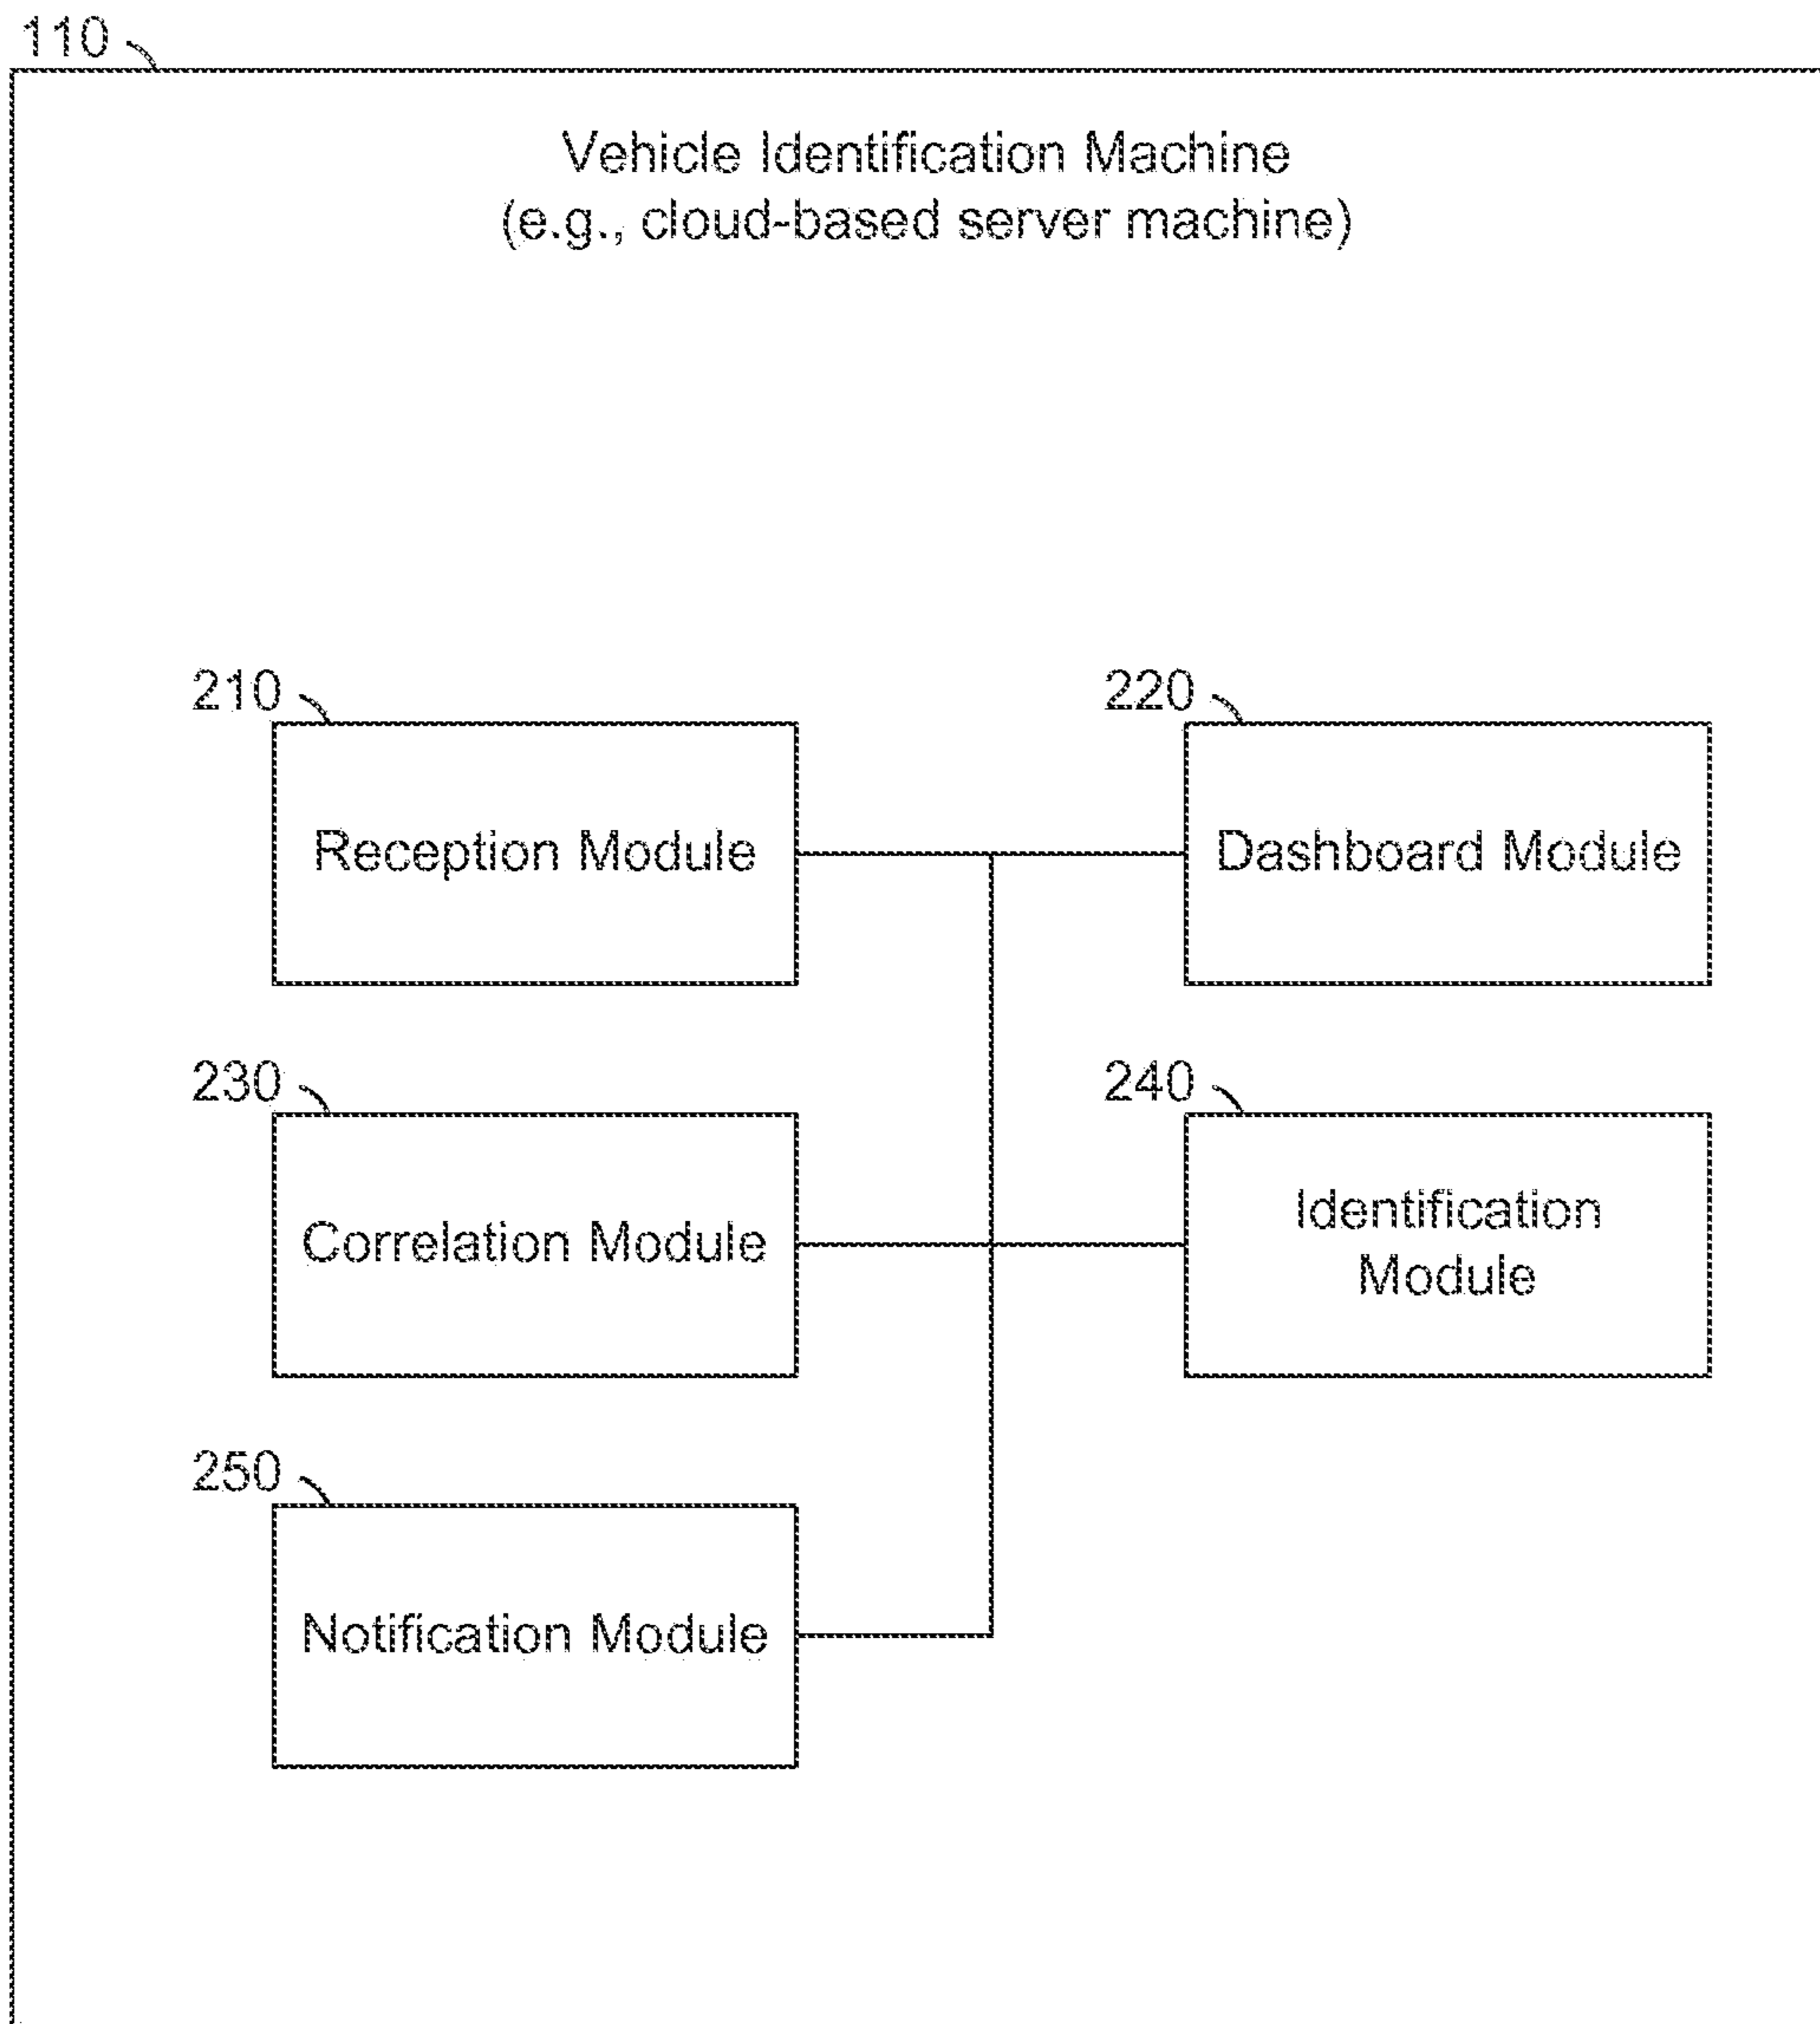 110
Vehicle Identification Machine
(e.g., cloud-based server machine)
210
220
Reception Module
Dashboard Module
230
240
Correlation Module
Identification
Module
250
Notification Module